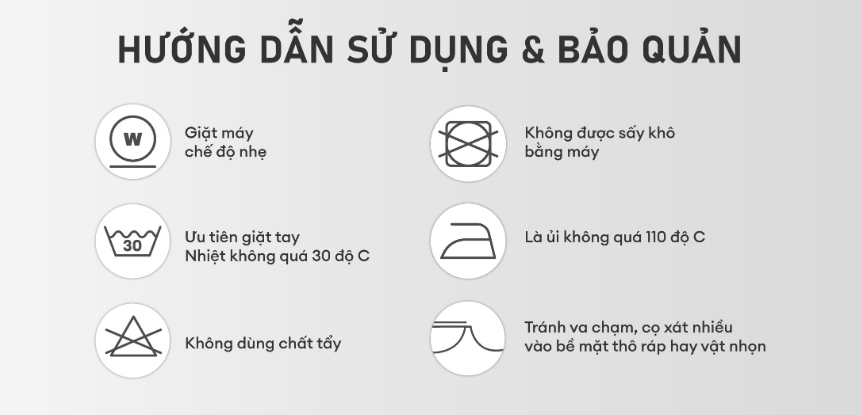 HƯỚNG DẪN SỬ DỤNG & BẢO QUẢN
W
Giặt máy
chế độ nhẹ
Không được sấy khô
bằng máy
30
Ưu tiên giặt tay
Nhiệt không quá 30 độ C
Là ủi không quá 110 độ C
Không dùng chất tẩy
Tránh va chạm, cọ xát nhiều
vào bề mặt thô ráp hay vật nhọn